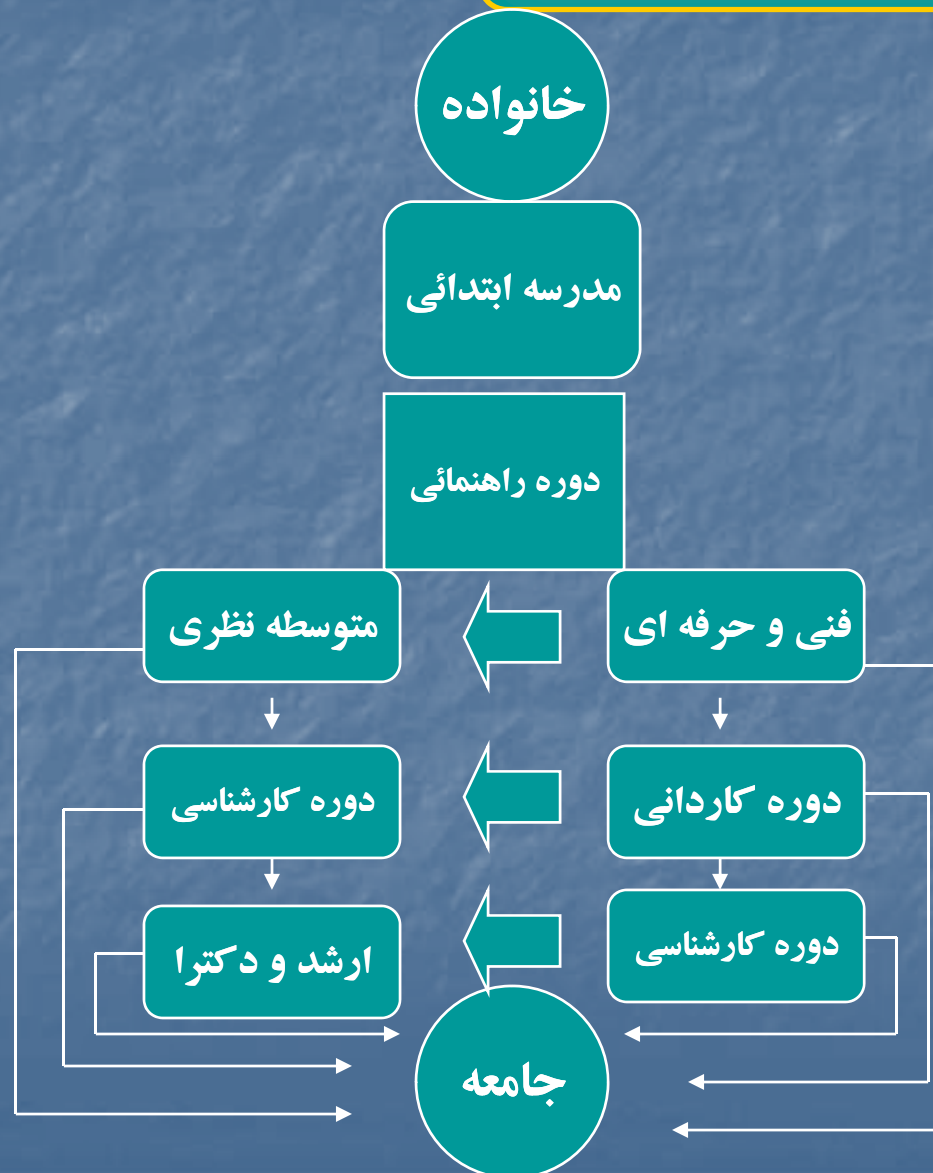 خانواده
مدرسه ابتدائی
دوره راهنمائی
فنی و حرفه ای
متوسطه نظری
دوره کاردانی
دوره کارشناسی
دوره کارشناسی
ارشد و دکترا
جامعه